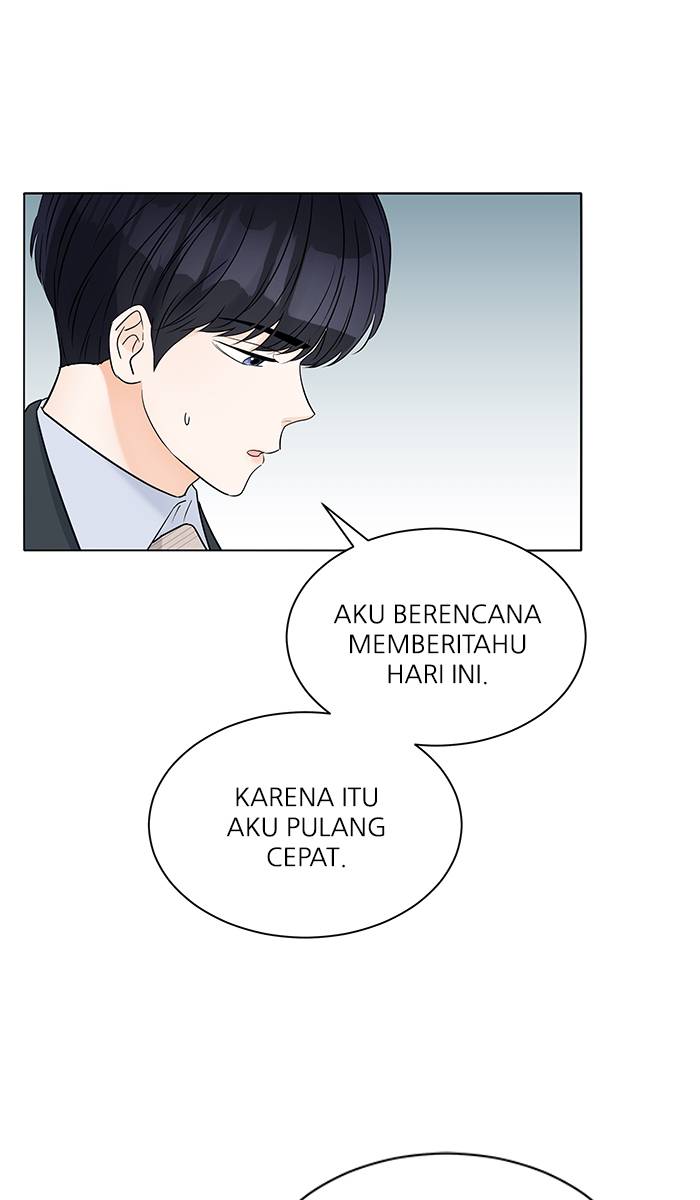 AKU BERENCANA
MEMBERITAHU
HARI INI.
KARENA ITU
AKU PULANG
CEPAT.